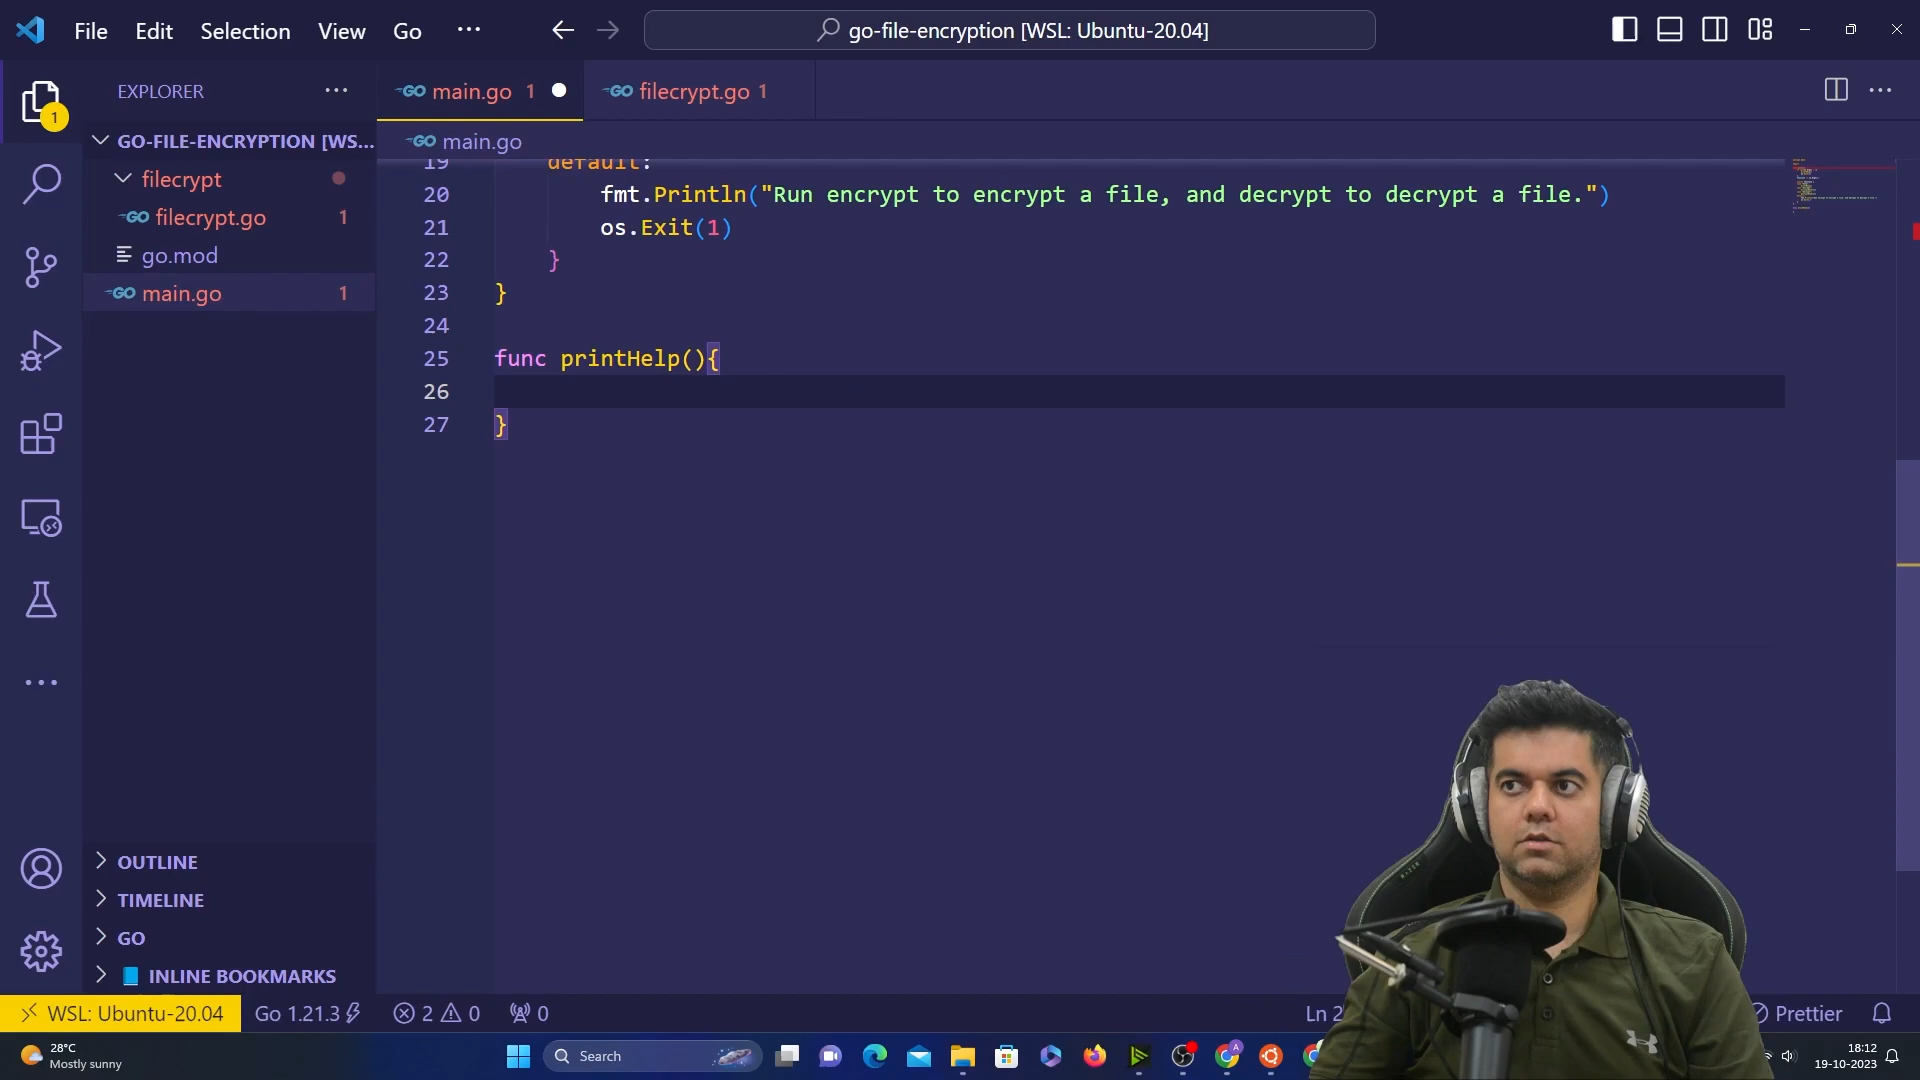 File Edit Selection View Go ··· go-file-encryption [WSL: Ubuntu-20.04]
EXPLORER ···
main.go 1
filecrypt.go 1
GO-FILE-ENCRYPTION [WS...
main.go
filecrypt
filecrypt.go 1
go.mod
main.go 1
19 default:
20 fmt.Println("Run encrypt to encrypt a file, and decrypt to decrypt a file.")
21 os.Exit(1)
22 }
23 }
24
25 func printHelp(){
26
27 }
OUTLINE
TIMELINE
GO
INLINE BOOKMARKS
1
WSL: Ubuntu-20.04 Go 1.21.3 2 0 0 Prettier
28°C
Mostly sunny
Search
18:12
19-10-2023